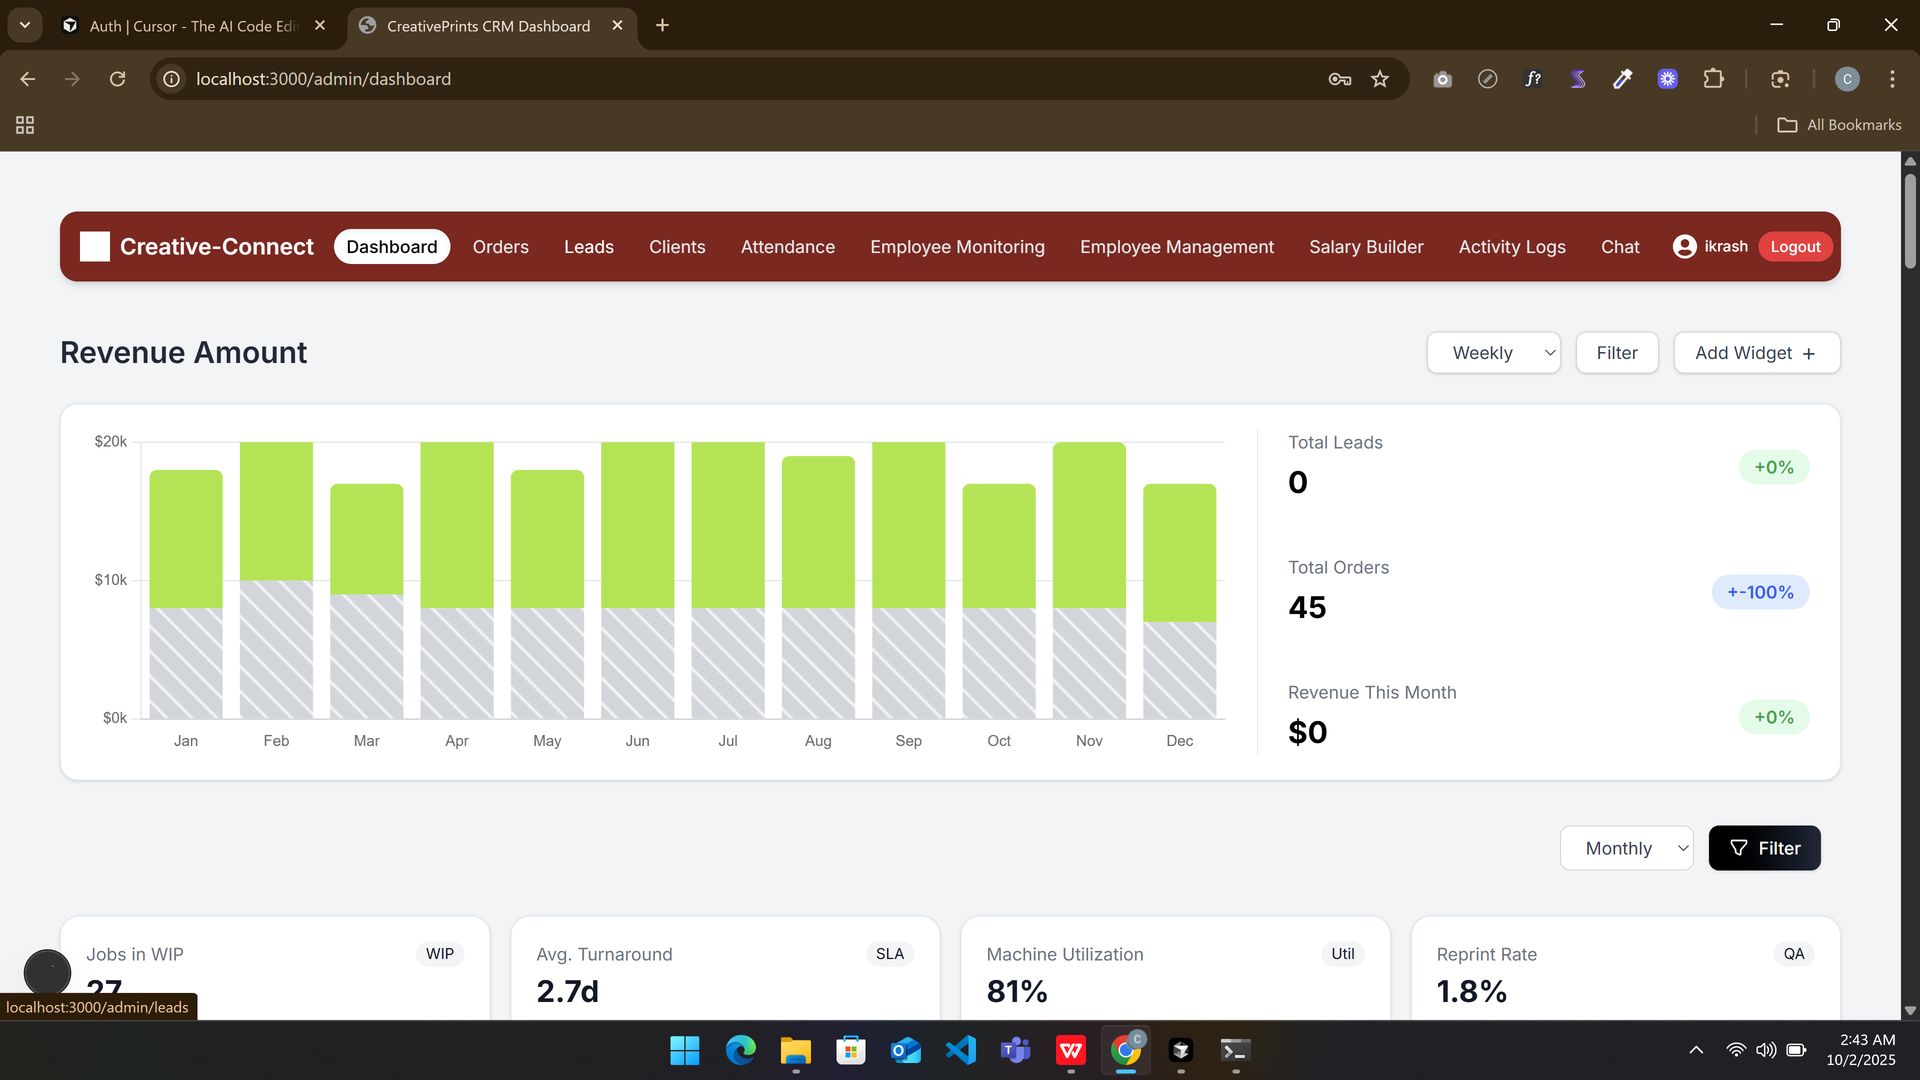 Auth | Cursor - The AI Code Edi
CreativePrints CRM Dashboard
localhost:3000/admin/dashboard
f?
C
All Bookmarks
Creative-Connect
Dashboard
Orders
Leads
Clients
Attendance
Employee Monitoring
Employee Management
Salary Builder
Activity Logs
Chat
ikrash
Logout
Revenue Amount
Weekly
Filter
Add Widget +
$20k
$10k
$0k
Jan
Feb
Mar
Apr
May
Jun
Jul
Aug
Sep
Oct
Nov
Dec
Total Leads
0
+0%
Total Orders
45
+-100%
Revenue This Month
$0
+0%
Monthly
Filter
Jobs in WIP
WIP
27
Avg. Turnaround
SLA
2.7d
Machine Utilization
Util
81%
Reprint Rate
QA
1.8%
localhost:3000/admin/leads
C
2:43 AM
10/2/2025